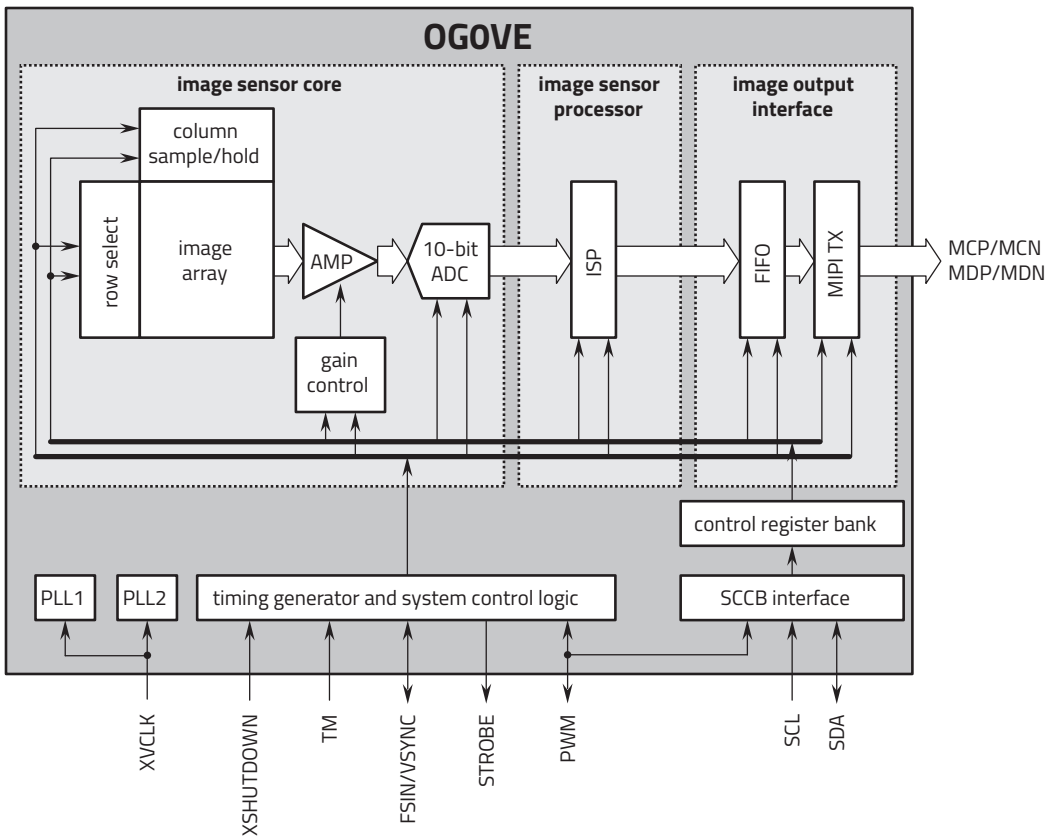 OG0VE
image sensor core
image sensor
processor
image output
interface
column
sample/hold
row select
image
array
AMP
10-bit
ADC
gain
control
ISP
FIFO
MIPI TX
MCP/MCN
MDP/MDN
control register bank
PLL1
PLL2
timing generator and system control logic
SCCB interface
XVCLK
XSHUTDOWN
TM
FSIN/VSYNC
STROBE
PWM
SCL
SDA